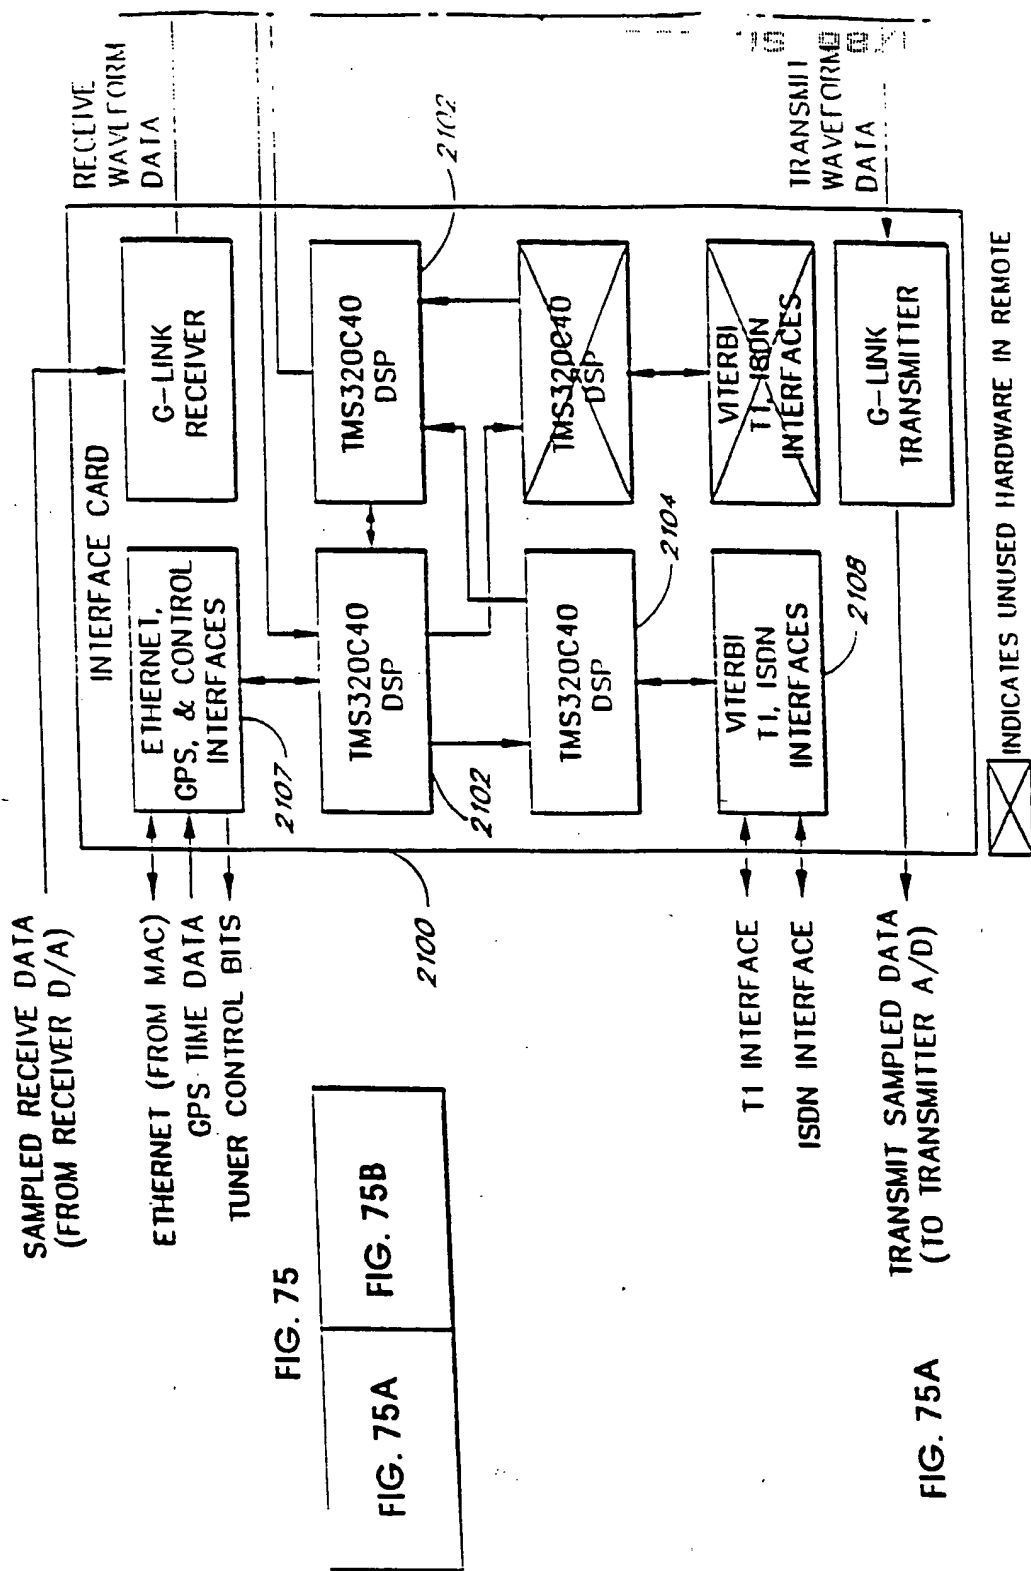 SAMPLED RECEIVE DATA
(FROM RECEIVER D/A)
ETHERNET (FROM MAC)
GPS TIME DATA
TUNER CONTROL BITS
INTERFACE CARD
ETHERNET,
GPS, & CONTROL
INTERFACES
2107
G-LINK
RECEIVER
RECEIVE
WAVEFORM
DATA
TMS320C40
DSP
2102
TMS320C40
DSP
2102
2100
TMS320C40
DSP
2104
TMS320C40
DSP
T1 INTERFACE
ISDN INTERFACE
VITERBI
T1, ISDN
INTERFACES
2108
VITERBI
T1, ISDN
INTERFACES
G-LINK
TRANSMITTER
TRANSMIT
WAVEFORM
DATA
TRANSMIT SAMPLED DATA
(TO TRANSMITTER A/D)
INDICATES UNUSED HARDWARE IN REMOTE
FIG. 75
FIG. 75A
FIG. 75B
FIG. 75A